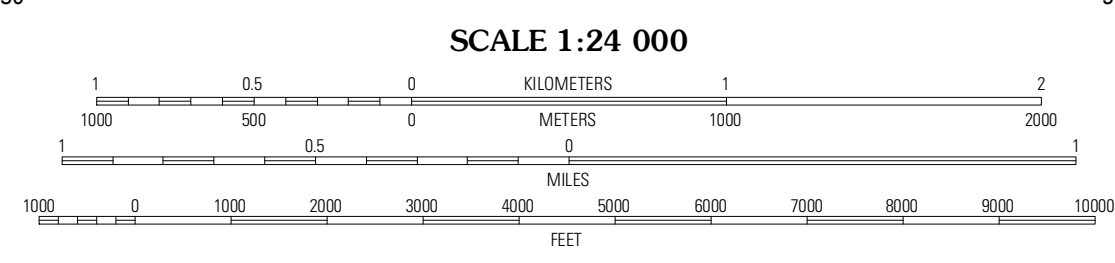 SCALE 1:24 000
1 0.5 0 KILOMETERS 1 2
1000 500 0 METERS 1000 2000
1 0.5 0 1
MILES
1000 0 1000 2000 3000 4000 5000 6000 7000 8000 9000 10000
FEET